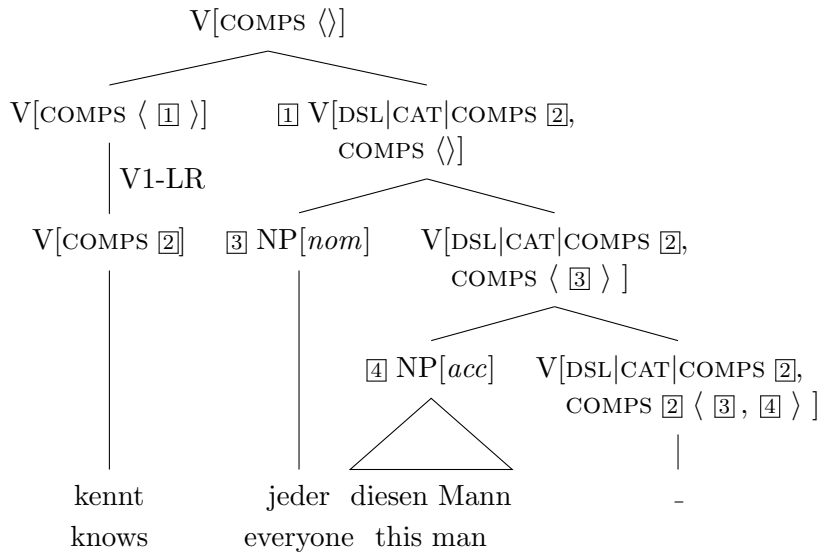 V[COMPS ⟨⟩]
V[COMPS ⟨ 1 ⟩] 1 V[DSL|CAT|COMPS 2,
COMPS ⟨⟩]
V1-LR
V[COMPS 2] 3 NP[nom] V[DSL|CAT|COMPS 2,
COMPS ⟨ 3 ⟩ ]
4 NP[acc] V[DSL|CAT|COMPS 2,
COMPS 2 ⟨ 3, 4 ⟩ ]
kennt jeder diesen Mann _
knows everyone this man